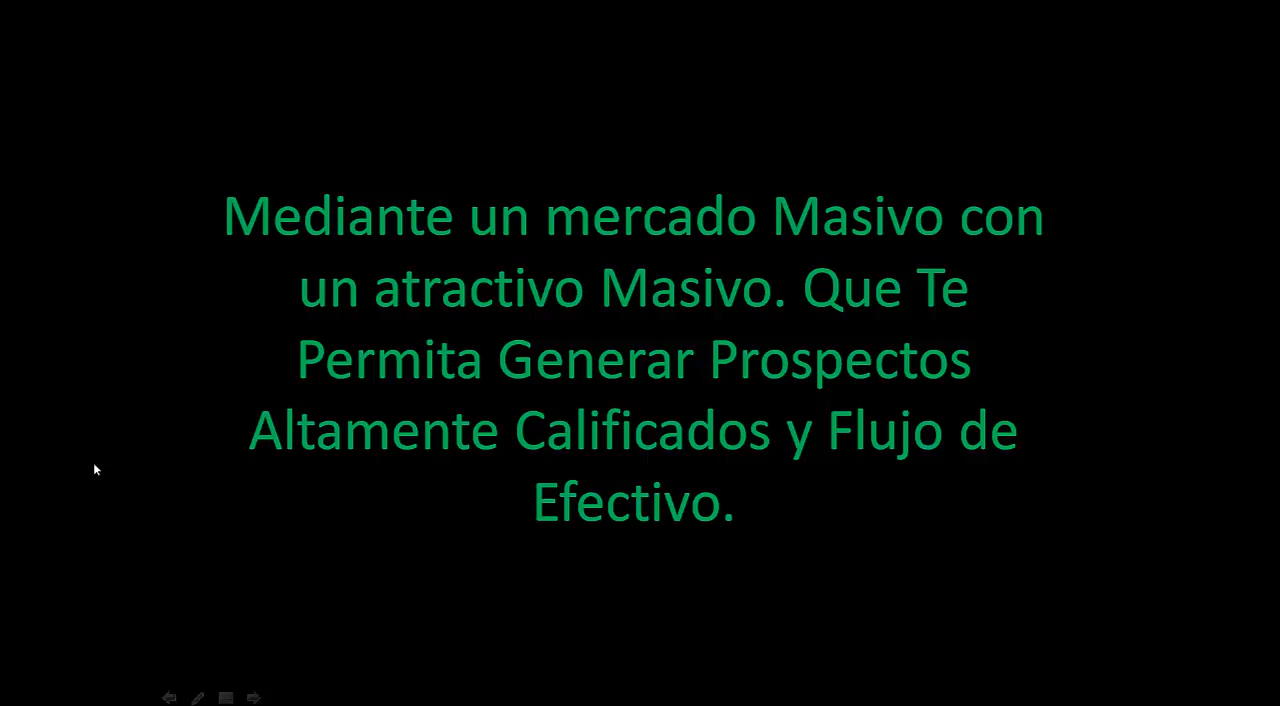 Mediante un mercado Masivo con
un atractivo Masivo. Que Te
Permita Generar Prospectos
Altamente Calificados y Flujo de
Efectivo.